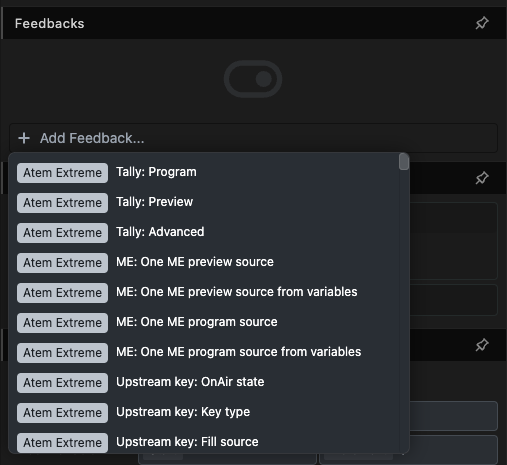 Feedbacks
Add Feedback...
Atem Extreme Tally: Program
Atem Extreme Tally: Preview
Atem Extreme Tally: Advanced
Atem Extreme ME: One ME preview source
Atem Extreme ME: One ME preview source from variables
Atem Extreme ME: One ME program source
Atem Extreme ME: One ME program source from variables
Atem Extreme Upstream key: OnAir state
Atem Extreme Upstream key: Key type
Atem Extreme Upstream key: Fill source